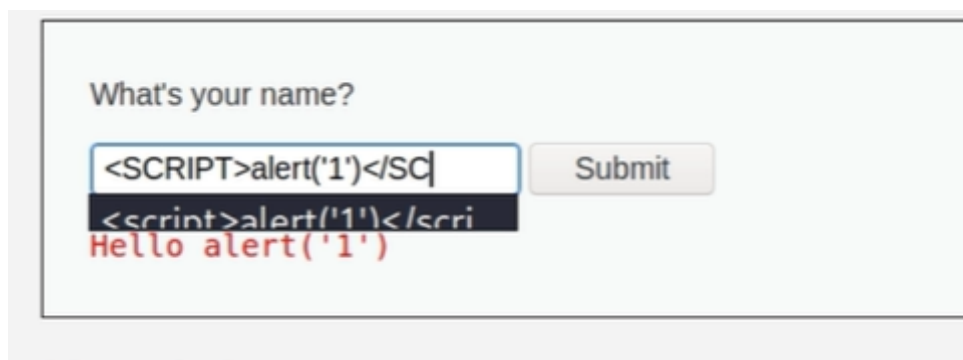 What's your name?
<SCRIPT>alert('1')</SC Submit
<script>alert('1')</scri
Hello alert('1')